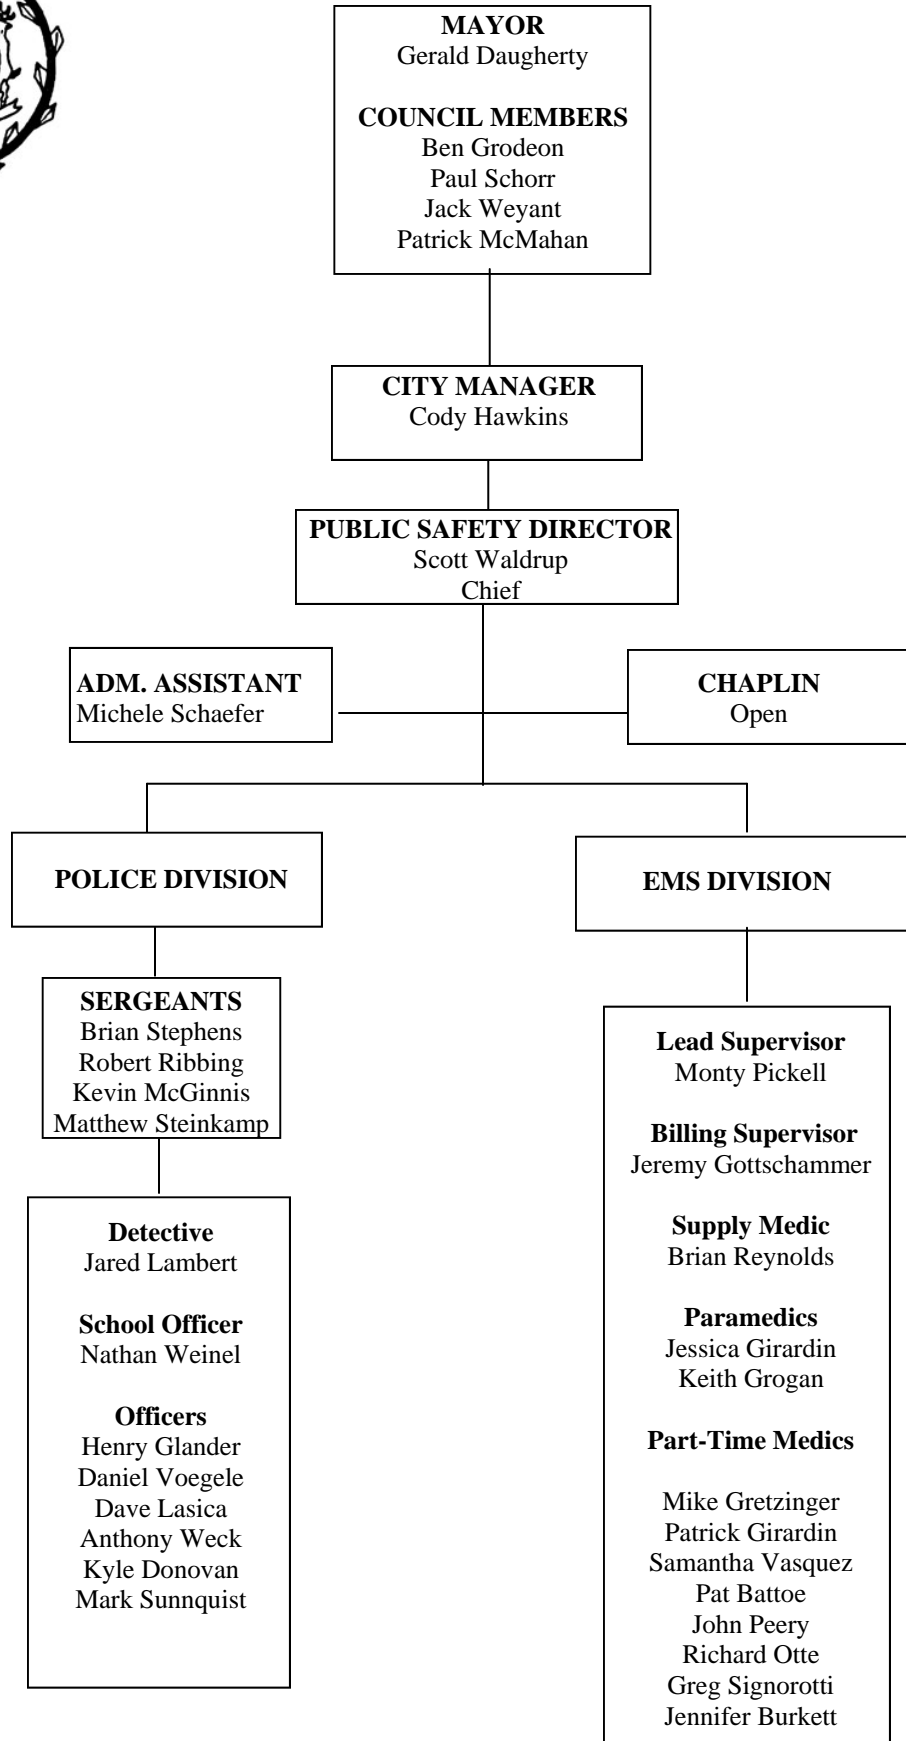 MAYOR
Gerald Daugherty
COUNCIL MEMBERS
Ben Grodeon
Paul Schorr
Jack Weyant
Patrick McMahan
CITY MANAGER
Cody Hawkins
PUBLIC SAFETY DIRECTOR
Scott Waldrup
Chief
ADM. ASSISTANT
Michele Schaefer
CHAPLIN
Open
POLICE DIVISION
SERGEANTS
Brian Stephens
Robert Ribbing
Kevin McGinnis
Matthew Steinkamp
Detective
Jared Lambert
School Officer
Nathan Weinel
Officers
Henry Glander
Daniel Voegele
Dave Lasica
Anthony Weck
Kyle Donovan
Mark Sunnquist
EMS DIVISION
Lead Supervisor
Monty Pickell
Billing Supervisor
Jeremy Gottschammer
Supply Medic
Brian Reynolds
Paramedics
Jessica Girardin
Keith Grogan
Part-Time Medics
Mike Gretzinger
Patrick Girardin
Samantha Vasquez
Pat Battoe
John Peery
Richard Otte
Greg Signorotti
Jennifer Burkett